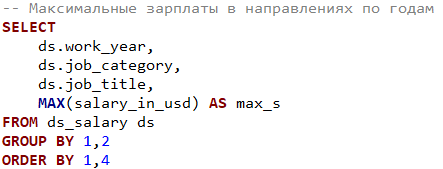 -- Максимальные зарплаты в направлениях по годам
SELECT
    ds.work_year,
    ds.job_category,
    ds.job_title,
    MAX(salary_in_usd) AS max_s
FROM ds_salary ds
GROUP BY 1,2
ORDER BY 1,4